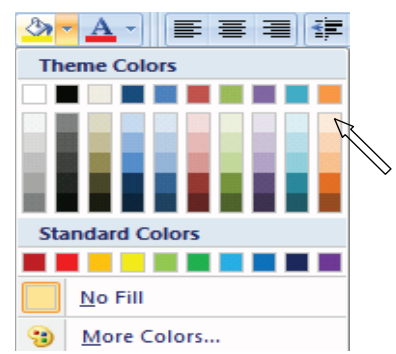 A
Theme Colors
Standard Colors
No Fill
More Colors...